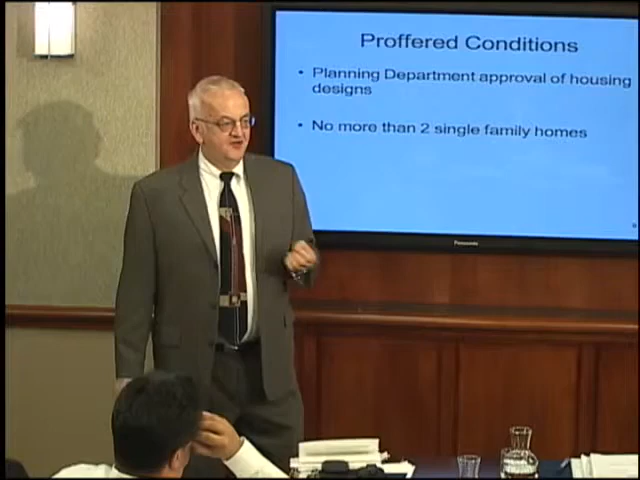 Proffered Conditions
• Planning Department approval of housing
designs
• No more than 2 single family homes
Panasonic